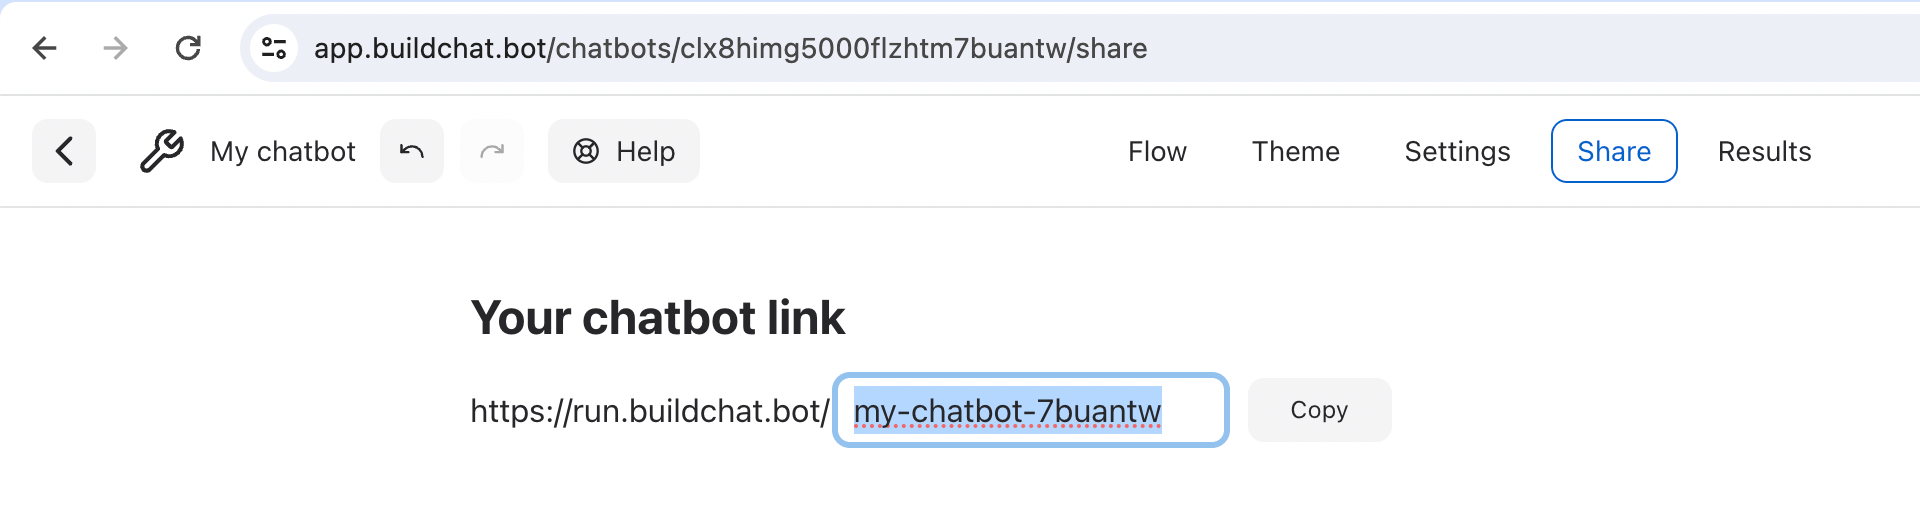 app.buildchat.bot/chatbots/clx8himg5000flzhtm7buantw/share
My chatbot Help Flow Theme Settings Share Results
Your chatbot link
https://run.buildchat.bot/ my-chatbot-7buantw Copy